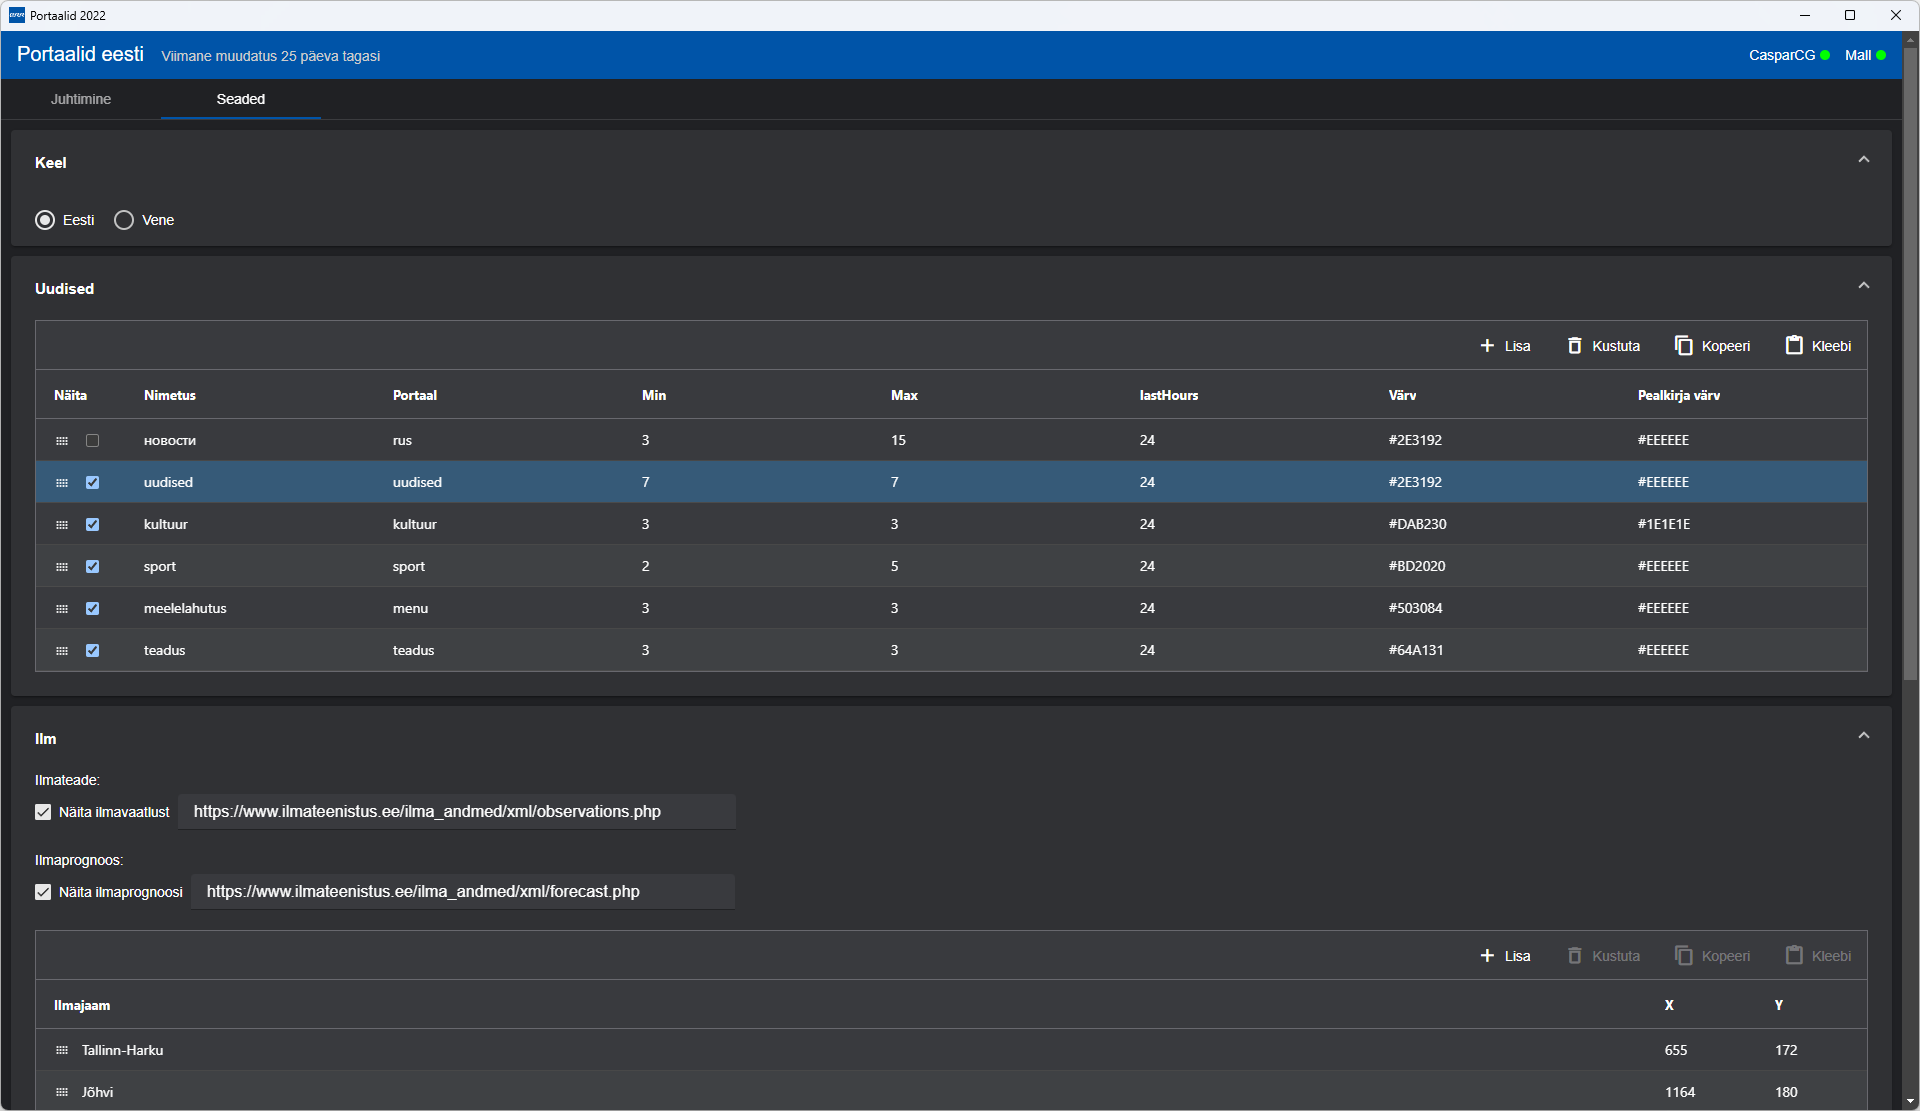 ERR Portaalid 2022
Portaalid eesti Viimane muudatus 25 päeva tagasi CasparCG Mall
Juhtimine Seaded
Keel
Eesti Vene
Uudised
Lisa Kustuta Kopeeri Kleebi
Näita Nimetus Portaal Min Max lastHours Värv Pealkirja värv
новости rus 3 15 24 #2E3192 #EEEEEE
uudised uudised 7 7 24 #2E3192 #EEEEEE
kultuur kultuur 3 3 24 #DAB230 #1E1E1E
sport sport 2 5 24 #BD2020 #EEEEEE
meelelahutus menu 3 3 24 #503084 #EEEEEE
teadus teadus 3 3 24 #64A131 #EEEEEE
Ilm
Ilmateade:
Näita ilmavaatlust https://www.ilmateenistus.ee/ilma_andmed/xml/observations.php
Ilmaprognoos:
Näita ilmaprognoosi https://www.ilmateenistus.ee/ilma_andmed/xml/forecast.php
Lisa Kustuta Kopeeri Kleebi
Ilmajaam X Y
Tallinn-Harku 655 172
Jõhvi 1164 180